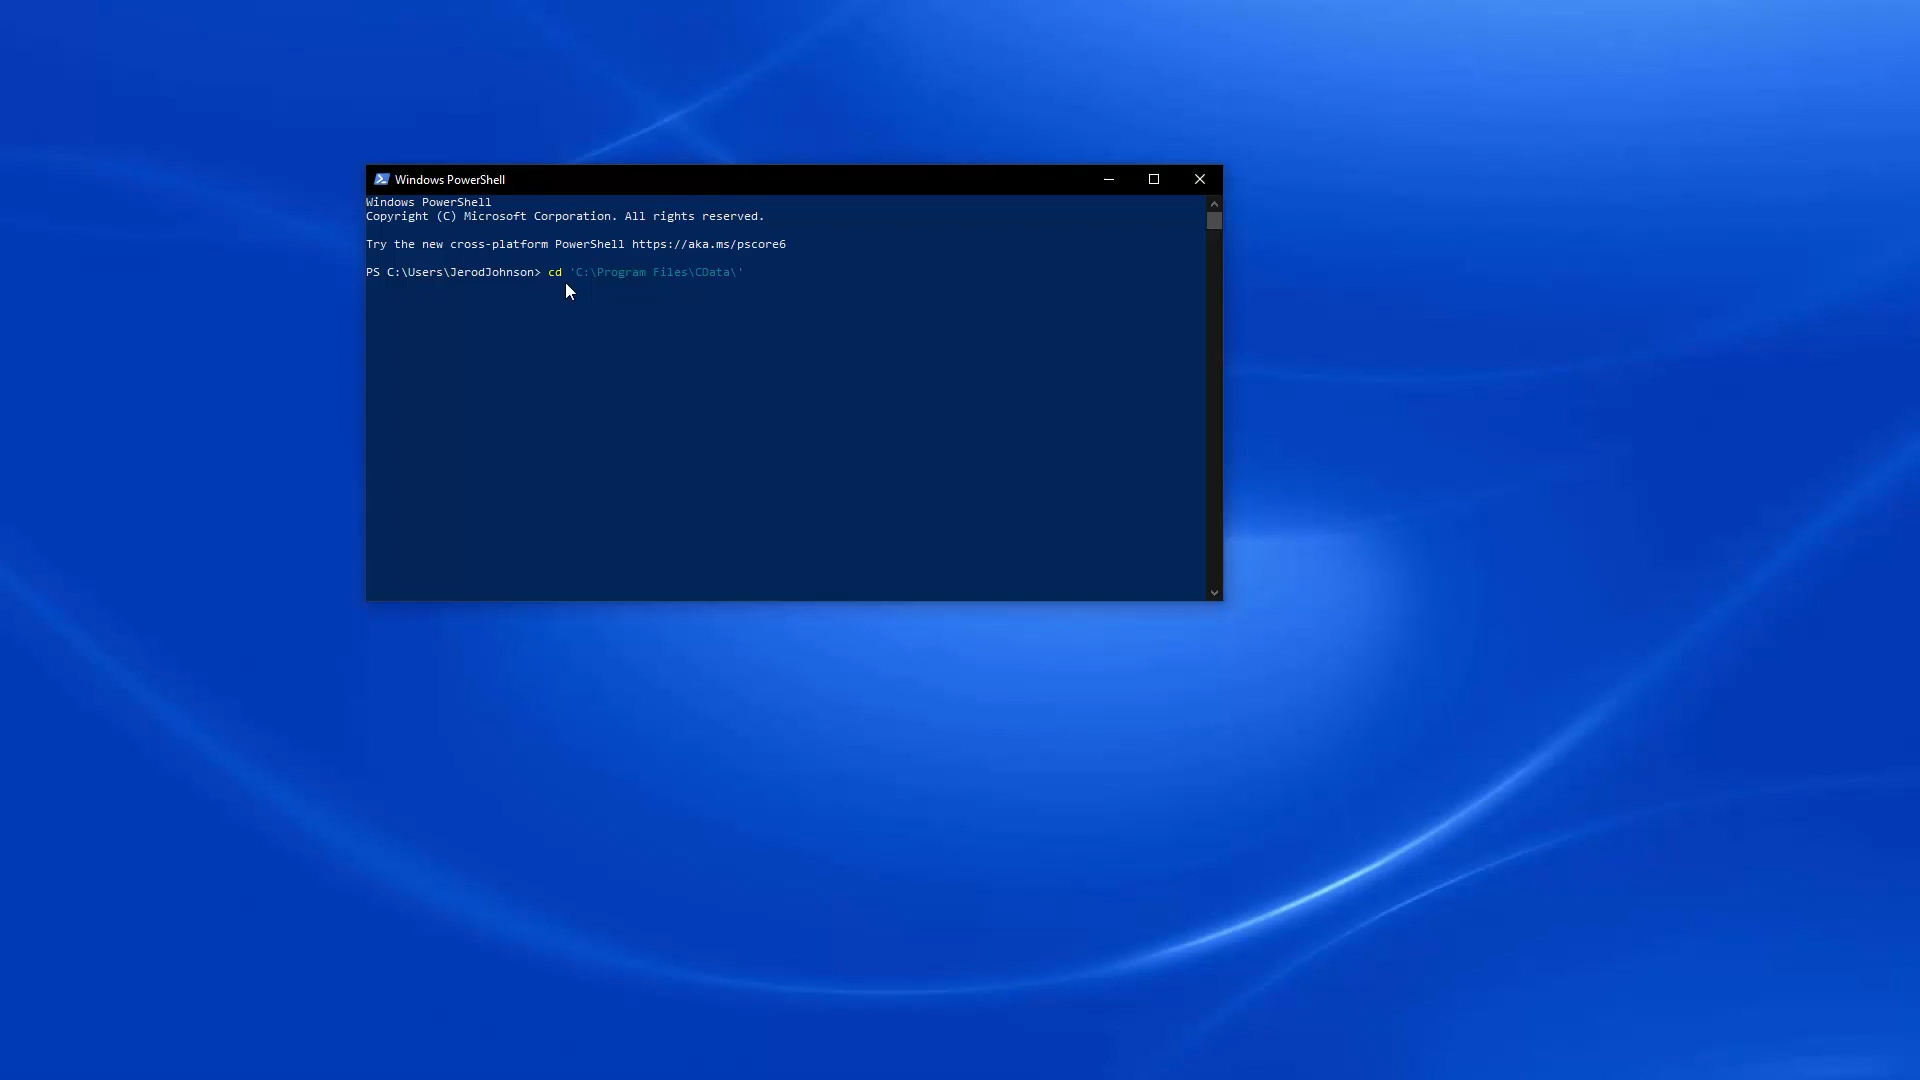 Windows PowerShell
Windows PowerShell
Copyright (C) Microsoft Corporation. All rights reserved.
Try the new cross-platform PowerShell https://aka.ms/pscore6
PS C:\Users\JerodJohnson> cd 'C:\Program Files\CData\'